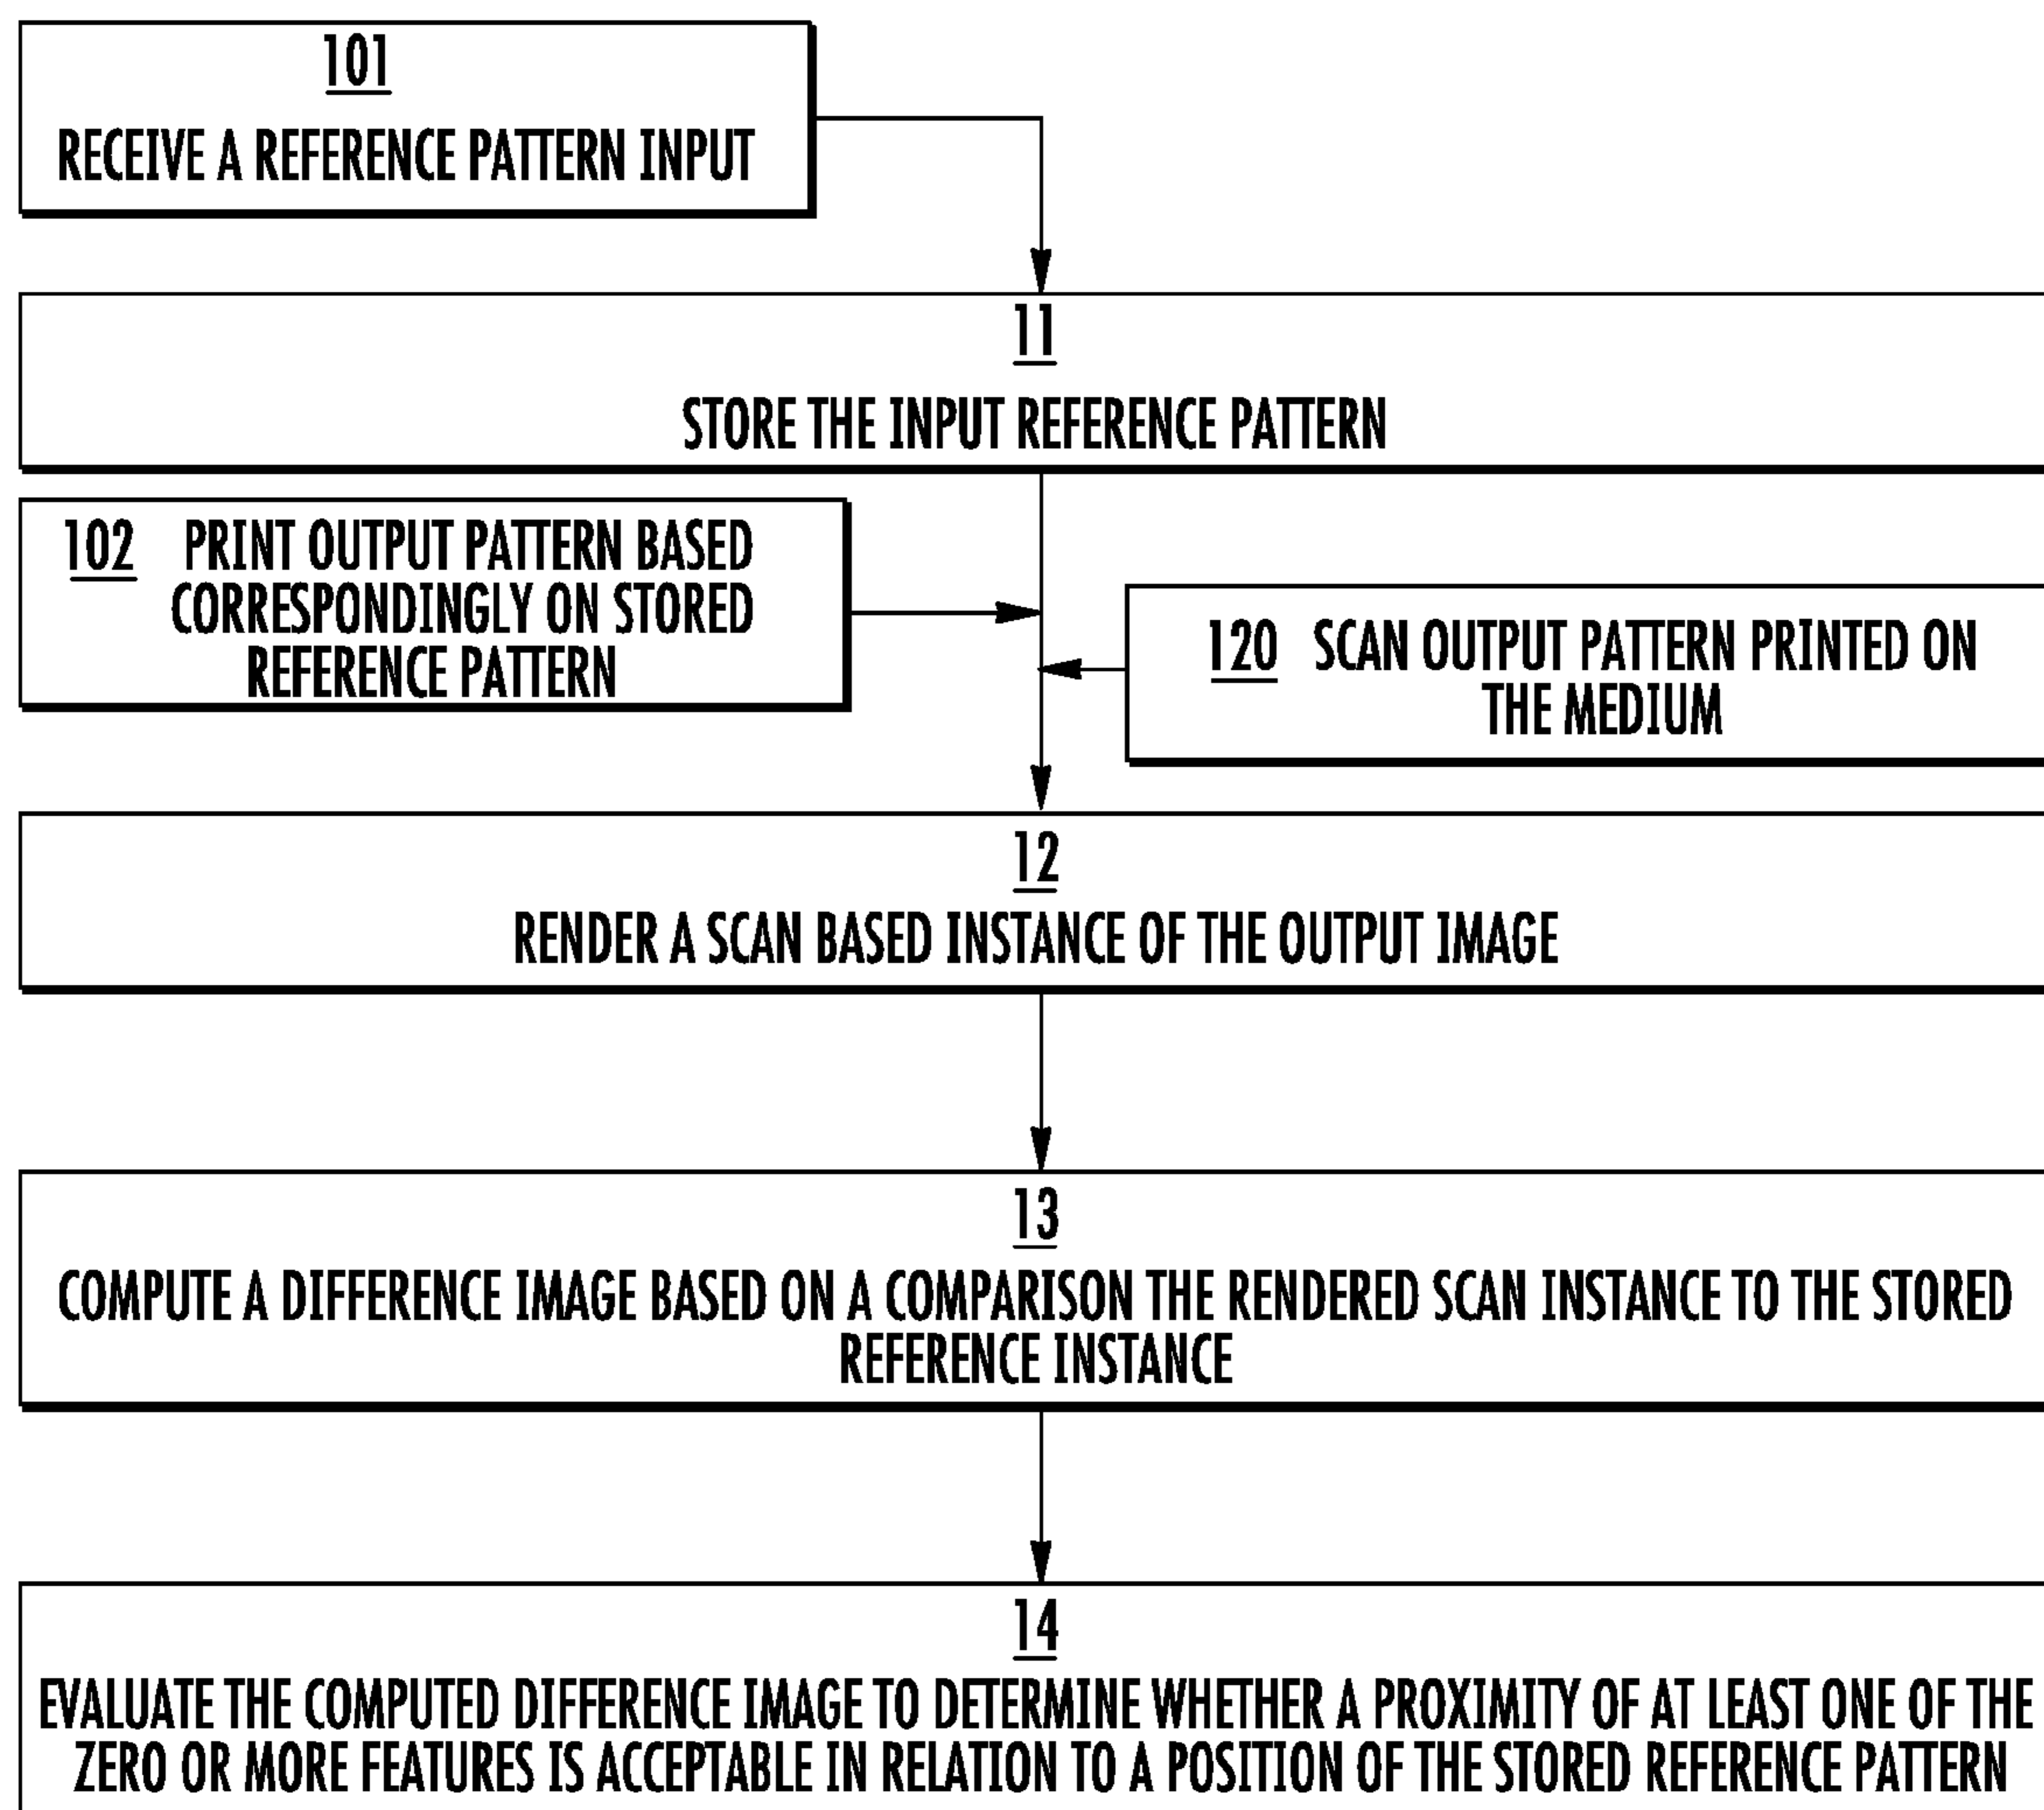 101
RECEIVE A REFERENCE PATTERN INPUT
11
STORE THE INPUT REFERENCE PATTERN
102 PRINT OUTPUT PATTERN BASED
CORRESPONDINGLY ON STORED
REFERENCE PATTERN
120 SCAN OUTPUT PATTERN PRINTED ON
THE MEDIUM
12
RENDER A SCAN BASED INSTANCE OF THE OUTPUT IMAGE
13
COMPUTE A DIFFERENCE IMAGE BASED ON A COMPARISON THE RENDERED SCAN INSTANCE TO THE STORED
REFERENCE INSTANCE
14
EVALUATE THE COMPUTED DIFFERENCE IMAGE TO DETERMINE WHETHER A PROXIMITY OF AT LEAST ONE OF THE
ZERO OR MORE FEATURES IS ACCEPTABLE IN RELATION TO A POSITION OF THE STORED REFERENCE PATTERN